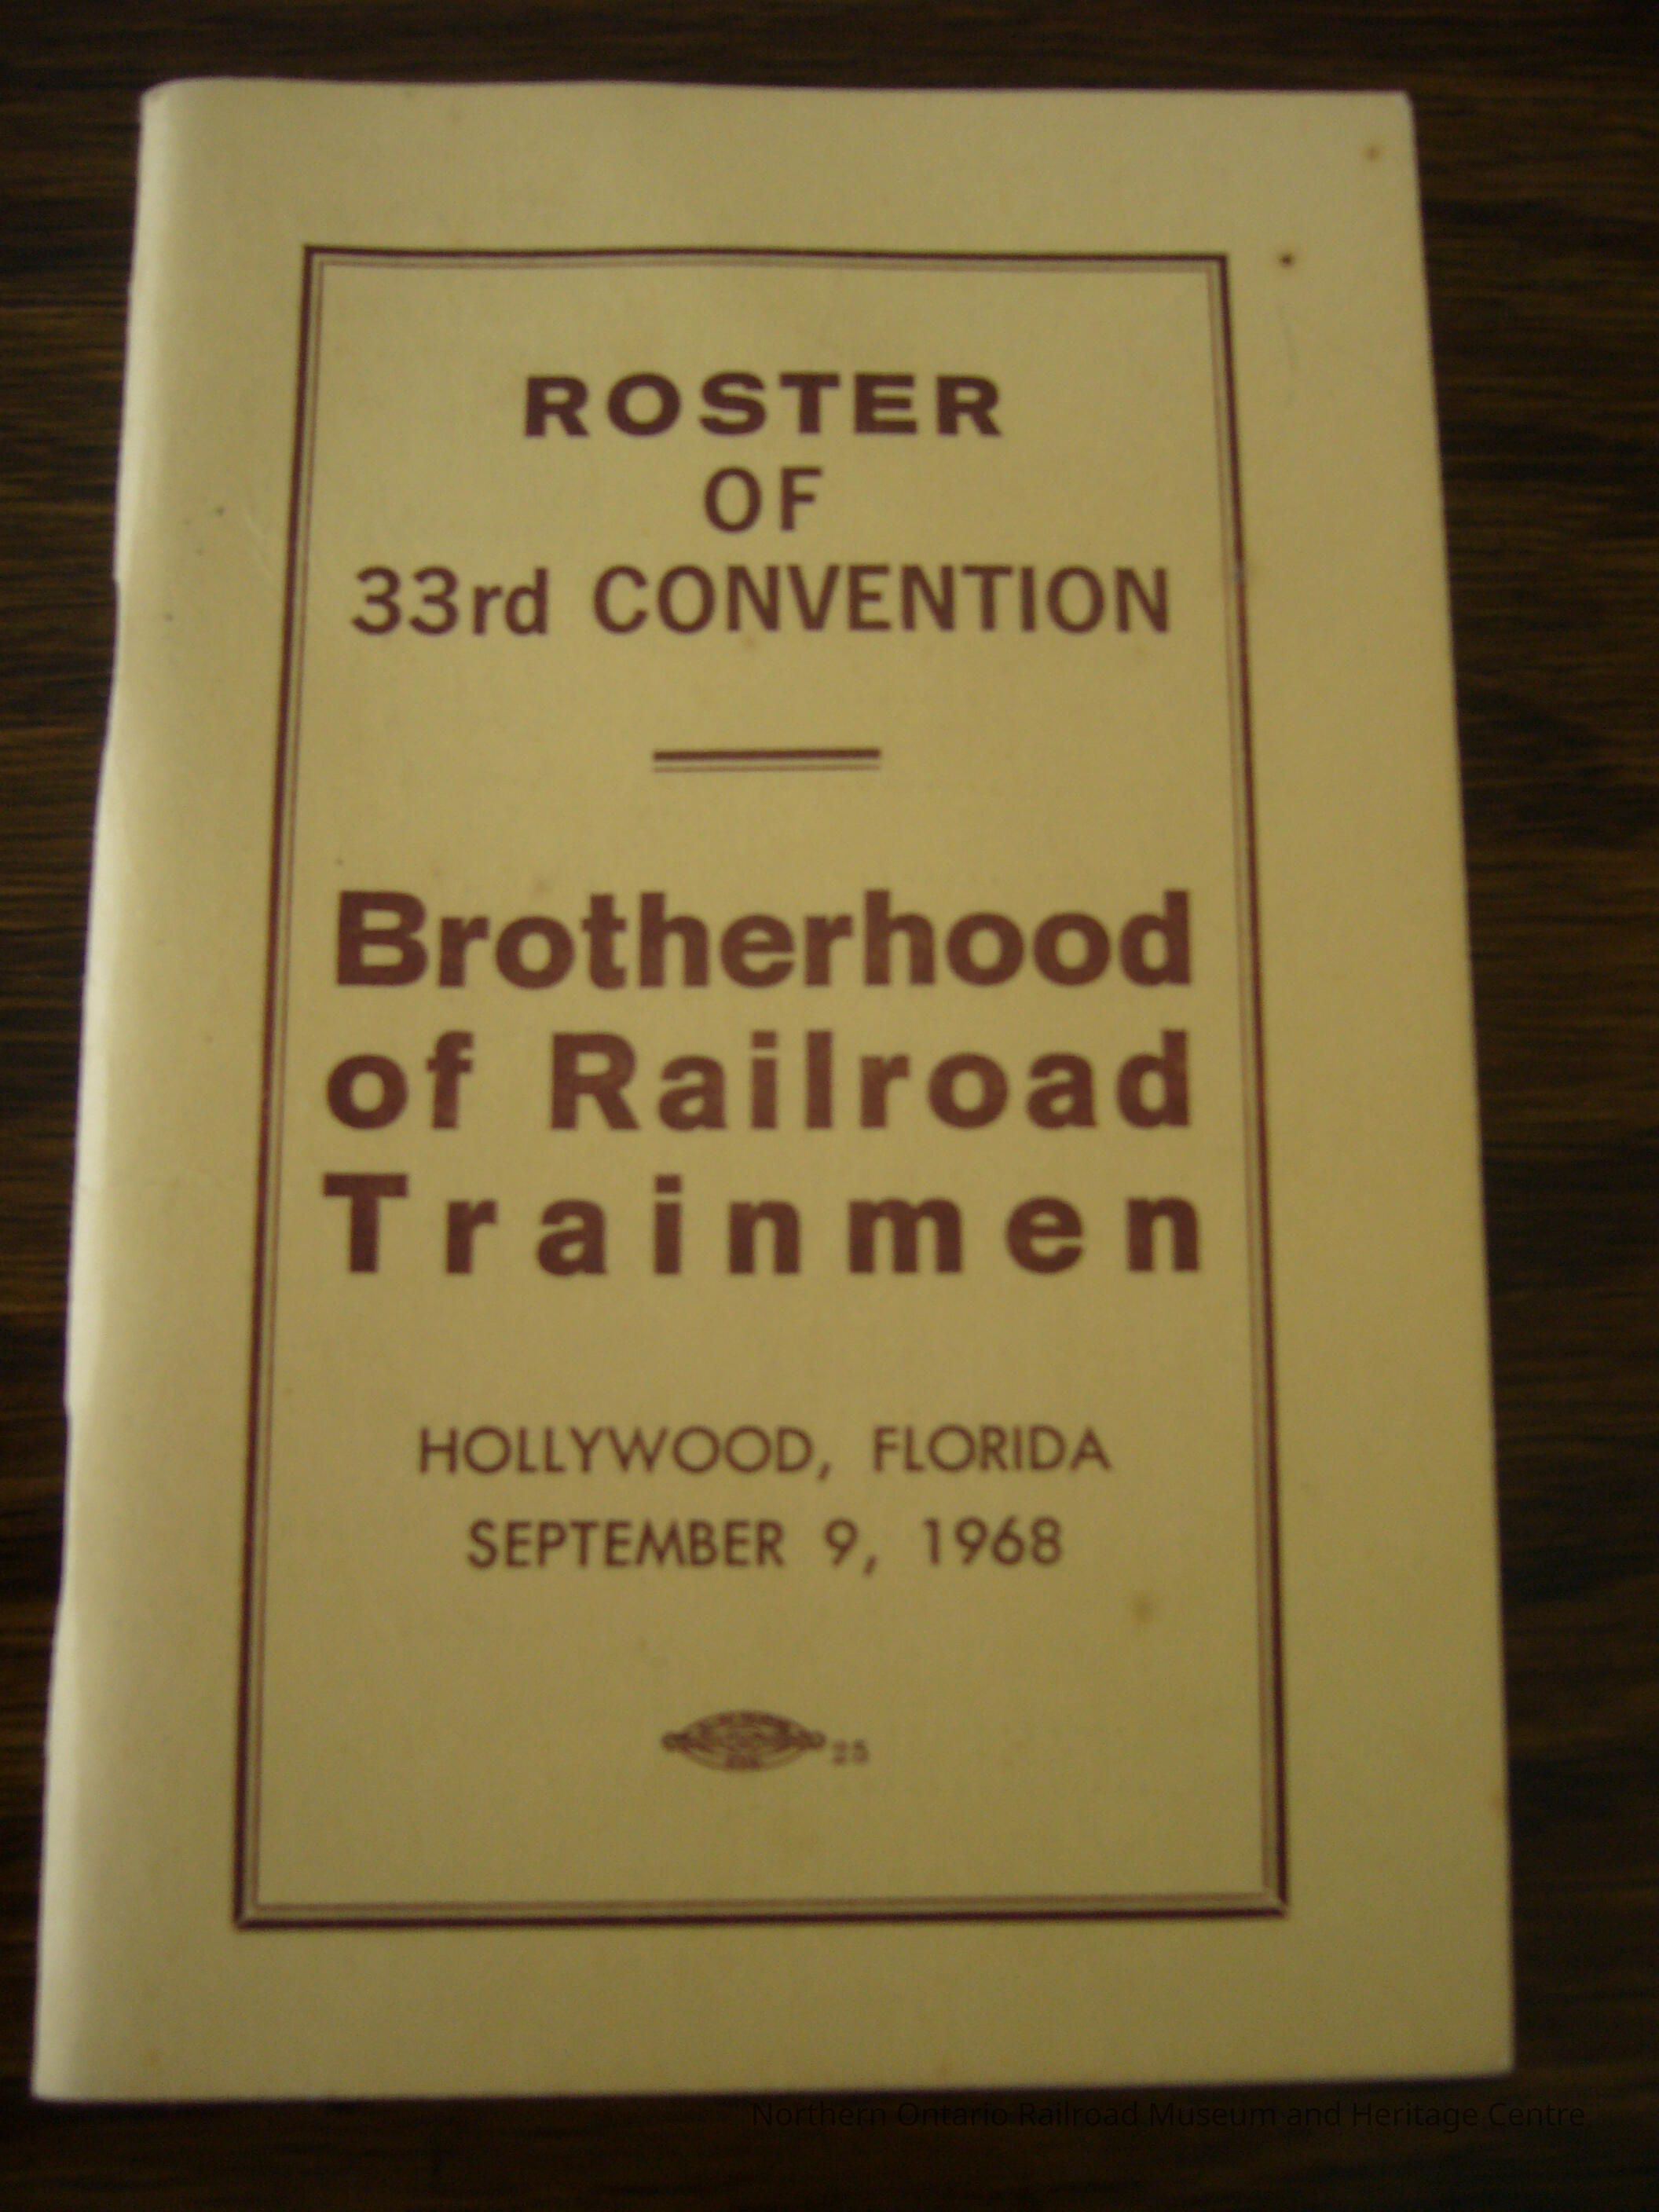 ROSTER
OF
33rd CONVENTION
Brotherhood
of Railroad
Trainmen
HOLLYWOOD, FLORIDA
SEPTEMBER 9, 1968
25
Northern Ontario Railroad Museum and Heritage Centre